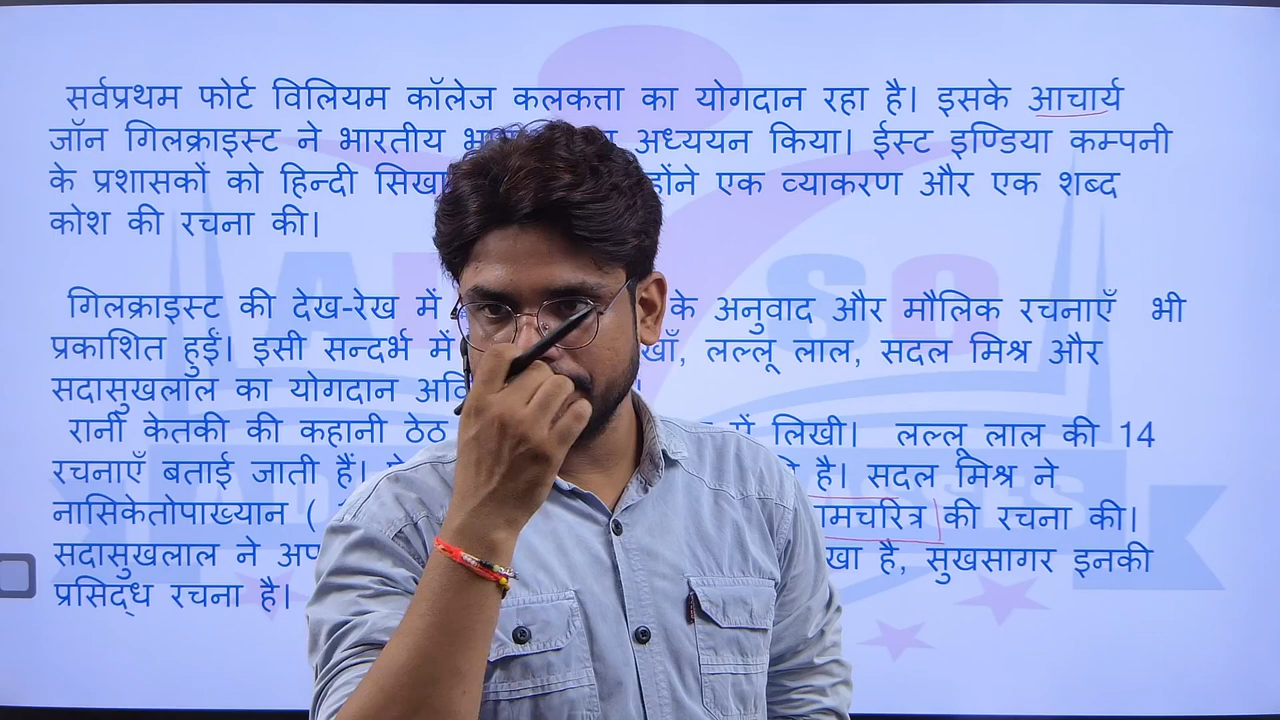 सर्वप्रथम फोर्ट विलियम कॉलेज कलकत्ता का योगदान रहा है। इसके आचार्य
जॉन गिलक्राइस्ट ने भारतीय अध्ययन किया। ईस्ट इण्डिया कम्पनी
के प्रशासकों को हिन्दी एक व्याकरण और एक शब्द
कोश की रचना की।
गिलक्राइस्ट की देख-रेख में के अनुवाद और मौलिक रचनाएँ भी
प्रकाशित हुईं। इसी सन्दर्भ में लल्लू लाल, सदल मिश्र और
सदासुखलाल का योगदान
रानी केतकी की कहानी ठेठ में लिखी। लल्लू लाल की 14
रचनाएँ बताई जाती हैं। है। सदल मिश्र ने
नासिकेतोपाख्यान ( की रचना की।
सदासुखलाल ने है, सुखसागर इनकी
प्रसिद्ध रचना है।